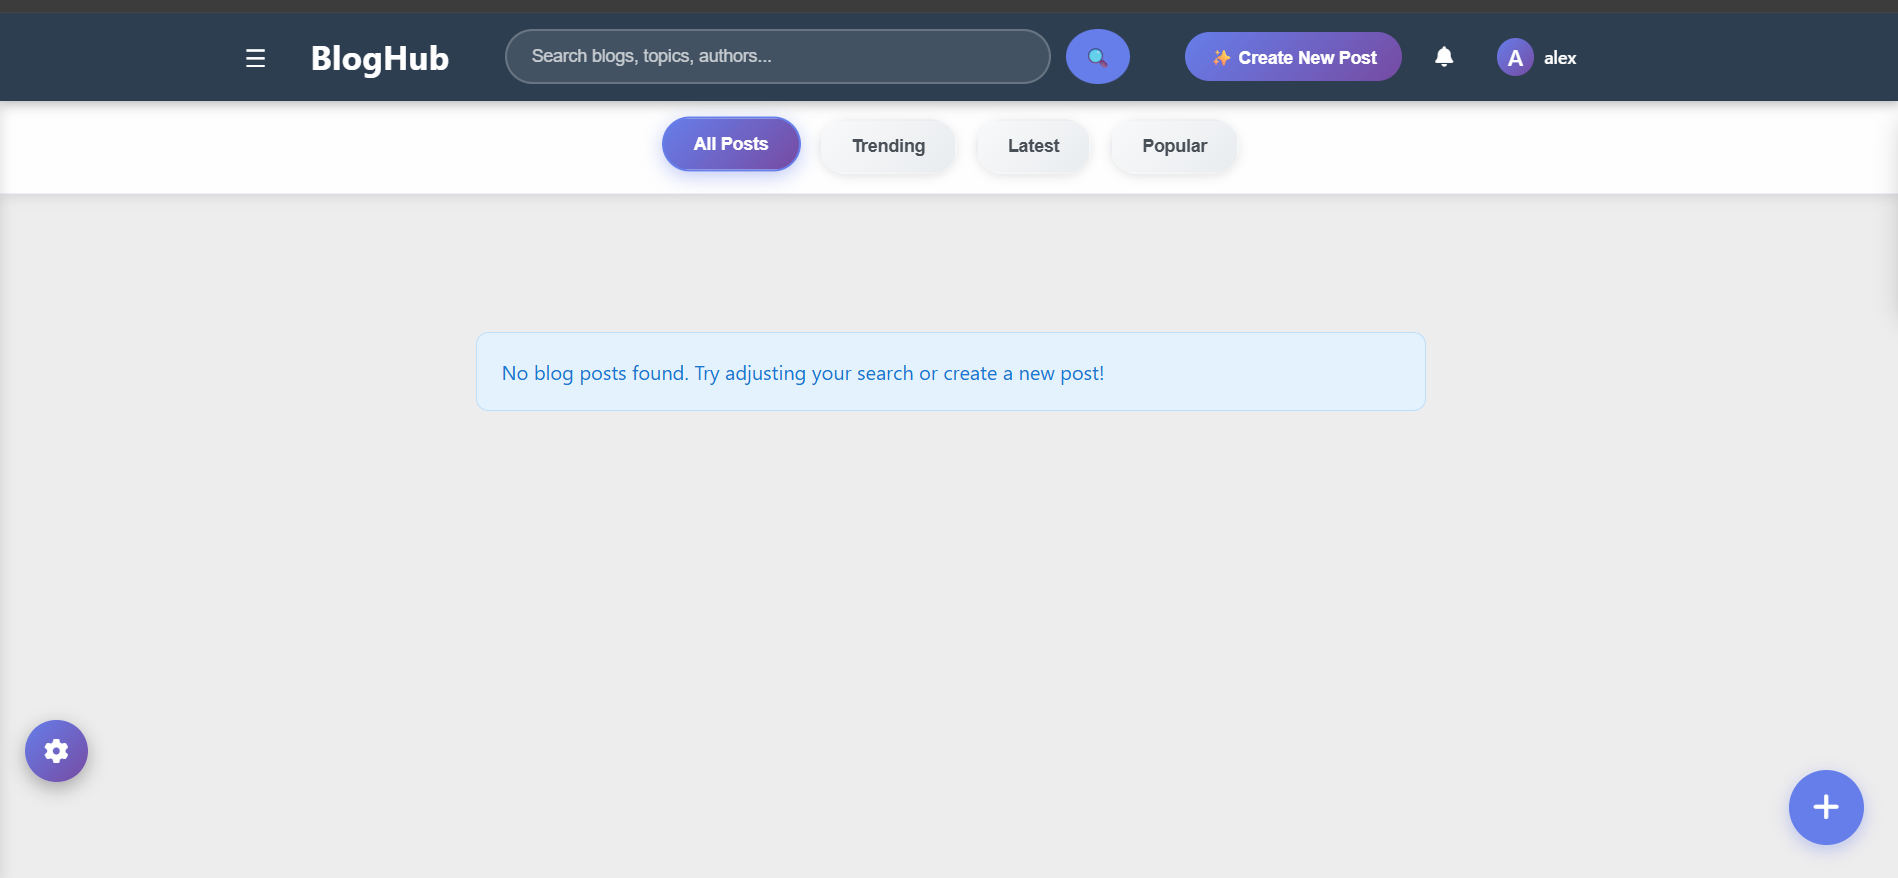 BlogHub
Search blogs, topics, authors...
✨ Create New Post
A
alex
All Posts
Trending
Latest
Popular
No blog posts found. Try adjusting your search or create a new post!